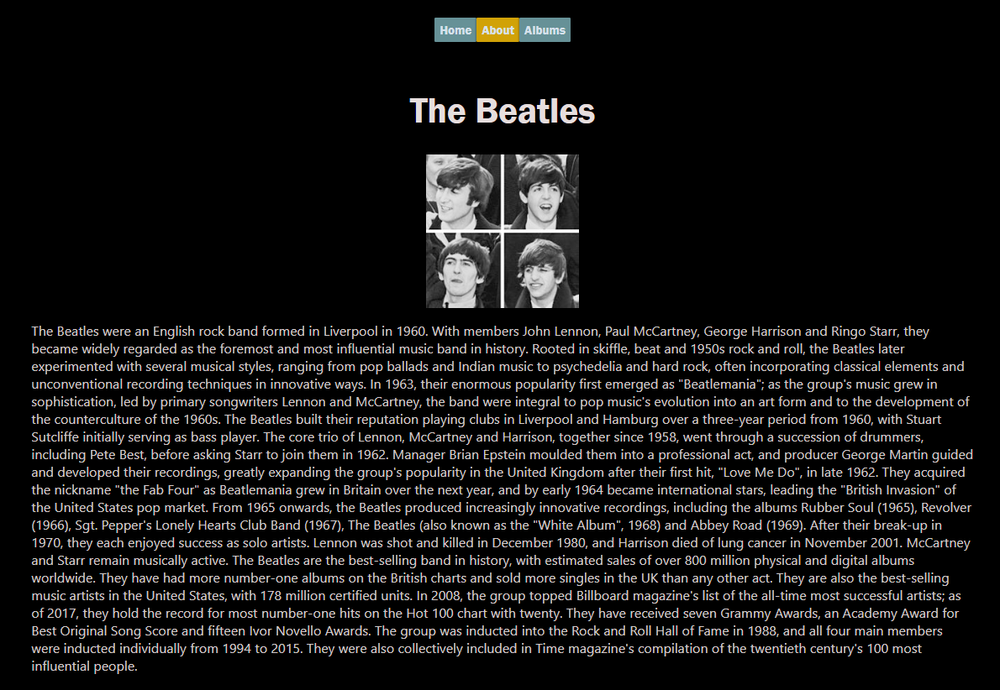 Home About Albums
The Beatles
The Beatles were an English rock band formed in Liverpool in 1960. With members John Lennon, Paul McCartney, George Harrison and Ringo Starr, they
became widely regarded as the foremost and most influential music band in history. Rooted in skiffle, beat and 1950s rock and roll, the Beatles later
experimented with several musical styles, ranging from pop ballads and Indian music to psychedelia and hard rock, often incorporating classical elements and
unconventional recording techniques in innovative ways. In 1963, their enormous popularity first emerged as "Beatlemania"; as the group's music grew in
sophistication, led by primary songwriters Lennon and McCartney, the band were integral to pop music's evolution into an art form and to the development of
the counterculture of the 1960s. The Beatles built their reputation playing clubs in Liverpool and Hamburg over a three-year period from 1960, with Stuart
Sutcliffe initially serving as bass player. The core trio of Lennon, McCartney and Harrison, together since 1958, went through a succession of drummers,
including Pete Best, before asking Starr to join them in 1962. Manager Brian Epstein moulded them into a professional act, and producer George Martin guided
and developed their recordings, greatly expanding the group's popularity in the United Kingdom after their first hit, "Love Me Do", in late 1962. They acquired
the nickname "the Fab Four" as Beatlemania grew in Britain over the next year, and by early 1964 became international stars, leading the "British Invasion" of
the United States pop market. From 1965 onwards, the Beatles produced increasingly innovative recordings, including the albums Rubber Soul (1965), Revolver
(1966), Sgt. Pepper's Lonely Hearts Club Band (1967), The Beatles (also known as the "White Album", 1968) and Abbey Road (1969). After their break-up in
1970, they each enjoyed success as solo artists. Lennon was shot and killed in December 1980, and Harrison died of lung cancer in November 2001. McCartney
and Starr remain musically active. The Beatles are the best-selling band in history, with estimated sales of over 800 million physical and digital albums
worldwide. They have had more number-one albums on the British charts and sold more singles in the UK than any other act. They are also the best-selling
music artists in the United States, with 178 million certified units. In 2008, the group topped Billboard magazine's list of the all-time most successful artists; as
of 2017, they hold the record for most number-one hits on the Hot 100 chart with twenty. They have received seven Grammy Awards, an Academy Award for
Best Original Song Score and fifteen Ivor Novello Awards. The group was inducted into the Rock and Roll Hall of Fame in 1988, and all four main members
were inducted individually from 1994 to 2015. They were also collectively included in Time magazine's compilation of the twentieth century's 100 most
influential people.